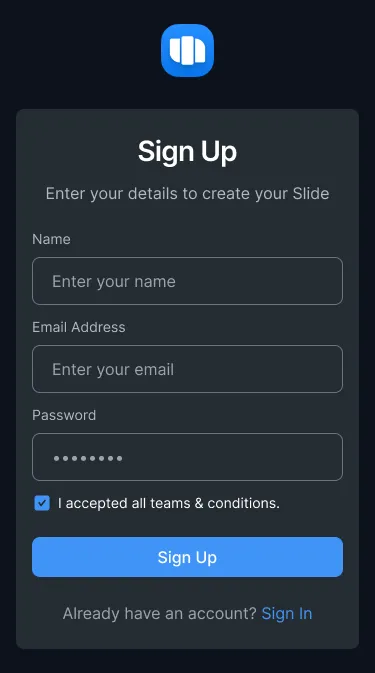 Sign Up
Enter your details to create your Slide
Name
Enter your name
Email Address
Enter your email
Password
••••••••
I accepted all teams & conditions.
Sign Up
Already have an account? Sign In